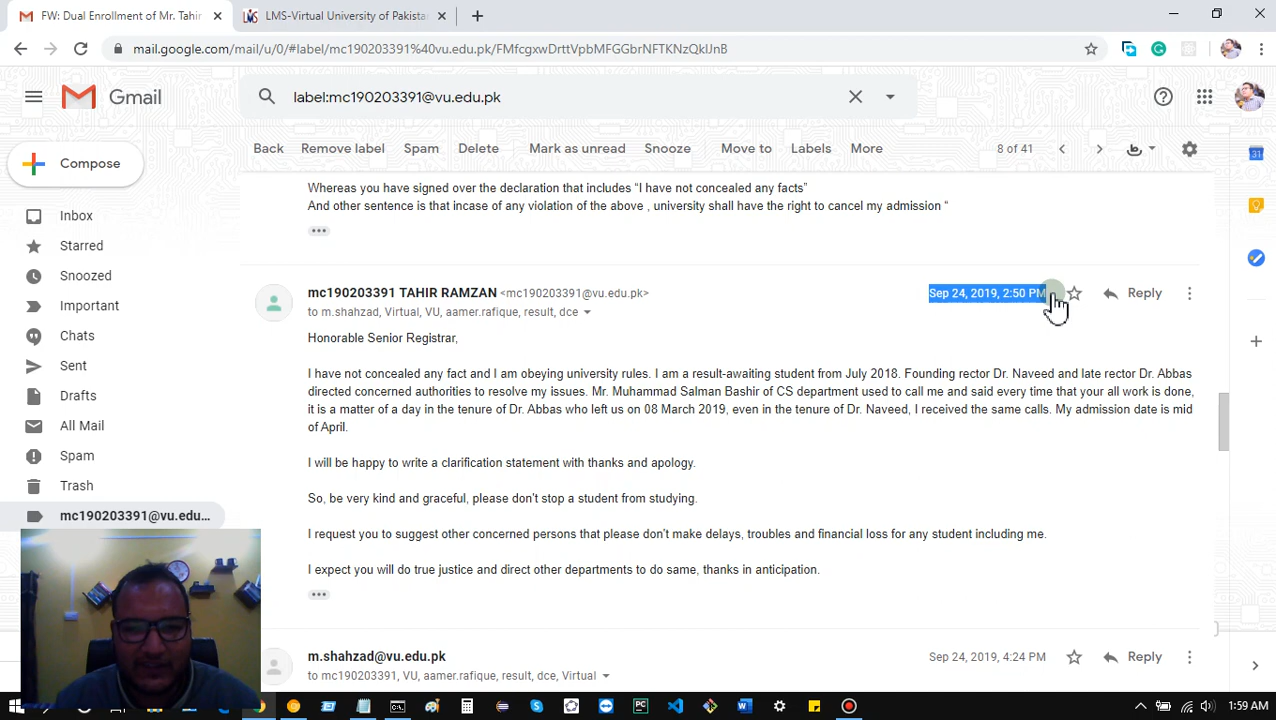 FW: Dual Enrollment of Mr. Tahir
LMS-Virtual University of Pakista
mail.google.com/mail/u/0/#label/mc190203391%40vu.edu.pk/FMfcgxwDrttVpbMFGGbrNFTKNzQklJnB
Gmail
label:mc190203391@vu.edu.pk
Compose
Back Remove label Spam Delete Mark as unread Snooze Move to Labels More 8 of 41
Inbox
Starred
Snoozed
Important
Chats
Sent
Drafts
All Mail
Spam
Trash
mc190203391@vu.edu...
Whereas you have signed over the declaration that includes “I have not concealed any facts”
And other sentence is that incase of any violation of the above , university shall have the right to cancel my admission “
mc190203391 TAHIR RAMZAN <mc190203391@vu.edu.pk> Sep 24, 2019, 2:50 PM Reply
to m.shahzad, Virtual, VU, aamer.rafique, result, dce
Honorable Senior Registrar,
I have not concealed any fact and I am obeying university rules. I am a result-awaiting student from July 2018. Founding rector Dr. Naveed and late rector Dr. Abbas
directed concerned authorities to resolve my issues. Mr. Muhammad Salman Bashir of CS department used to call me and said every time that your all work is done,
it is a matter of a day in the tenure of Dr. Abbas who left us on 08 March 2019, even in the tenure of Dr. Naveed, I received the same calls. My admission date is mid
of April.
I will be happy to write a clarification statement with thanks and apology.
So, be very kind and graceful, please don't stop a student from studying.
I request you to suggest other concerned persons that please don't make delays, troubles and financial loss for any student including me.
I expect you will do true justice and direct other departments to do same, thanks in anticipation.
m.shahzad@vu.edu.pk Sep 24, 2019, 4:24 PM Reply
to mc190203391, VU, aamer.rafique, result, dce, Virtual
1:59 AM